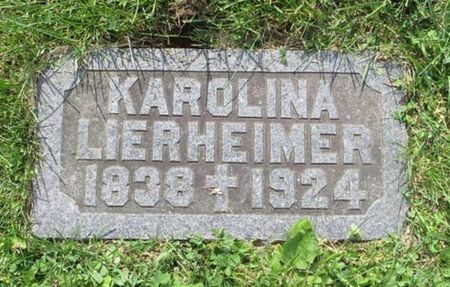 KAROLINA
LIERHEIMER
1838 † 1924